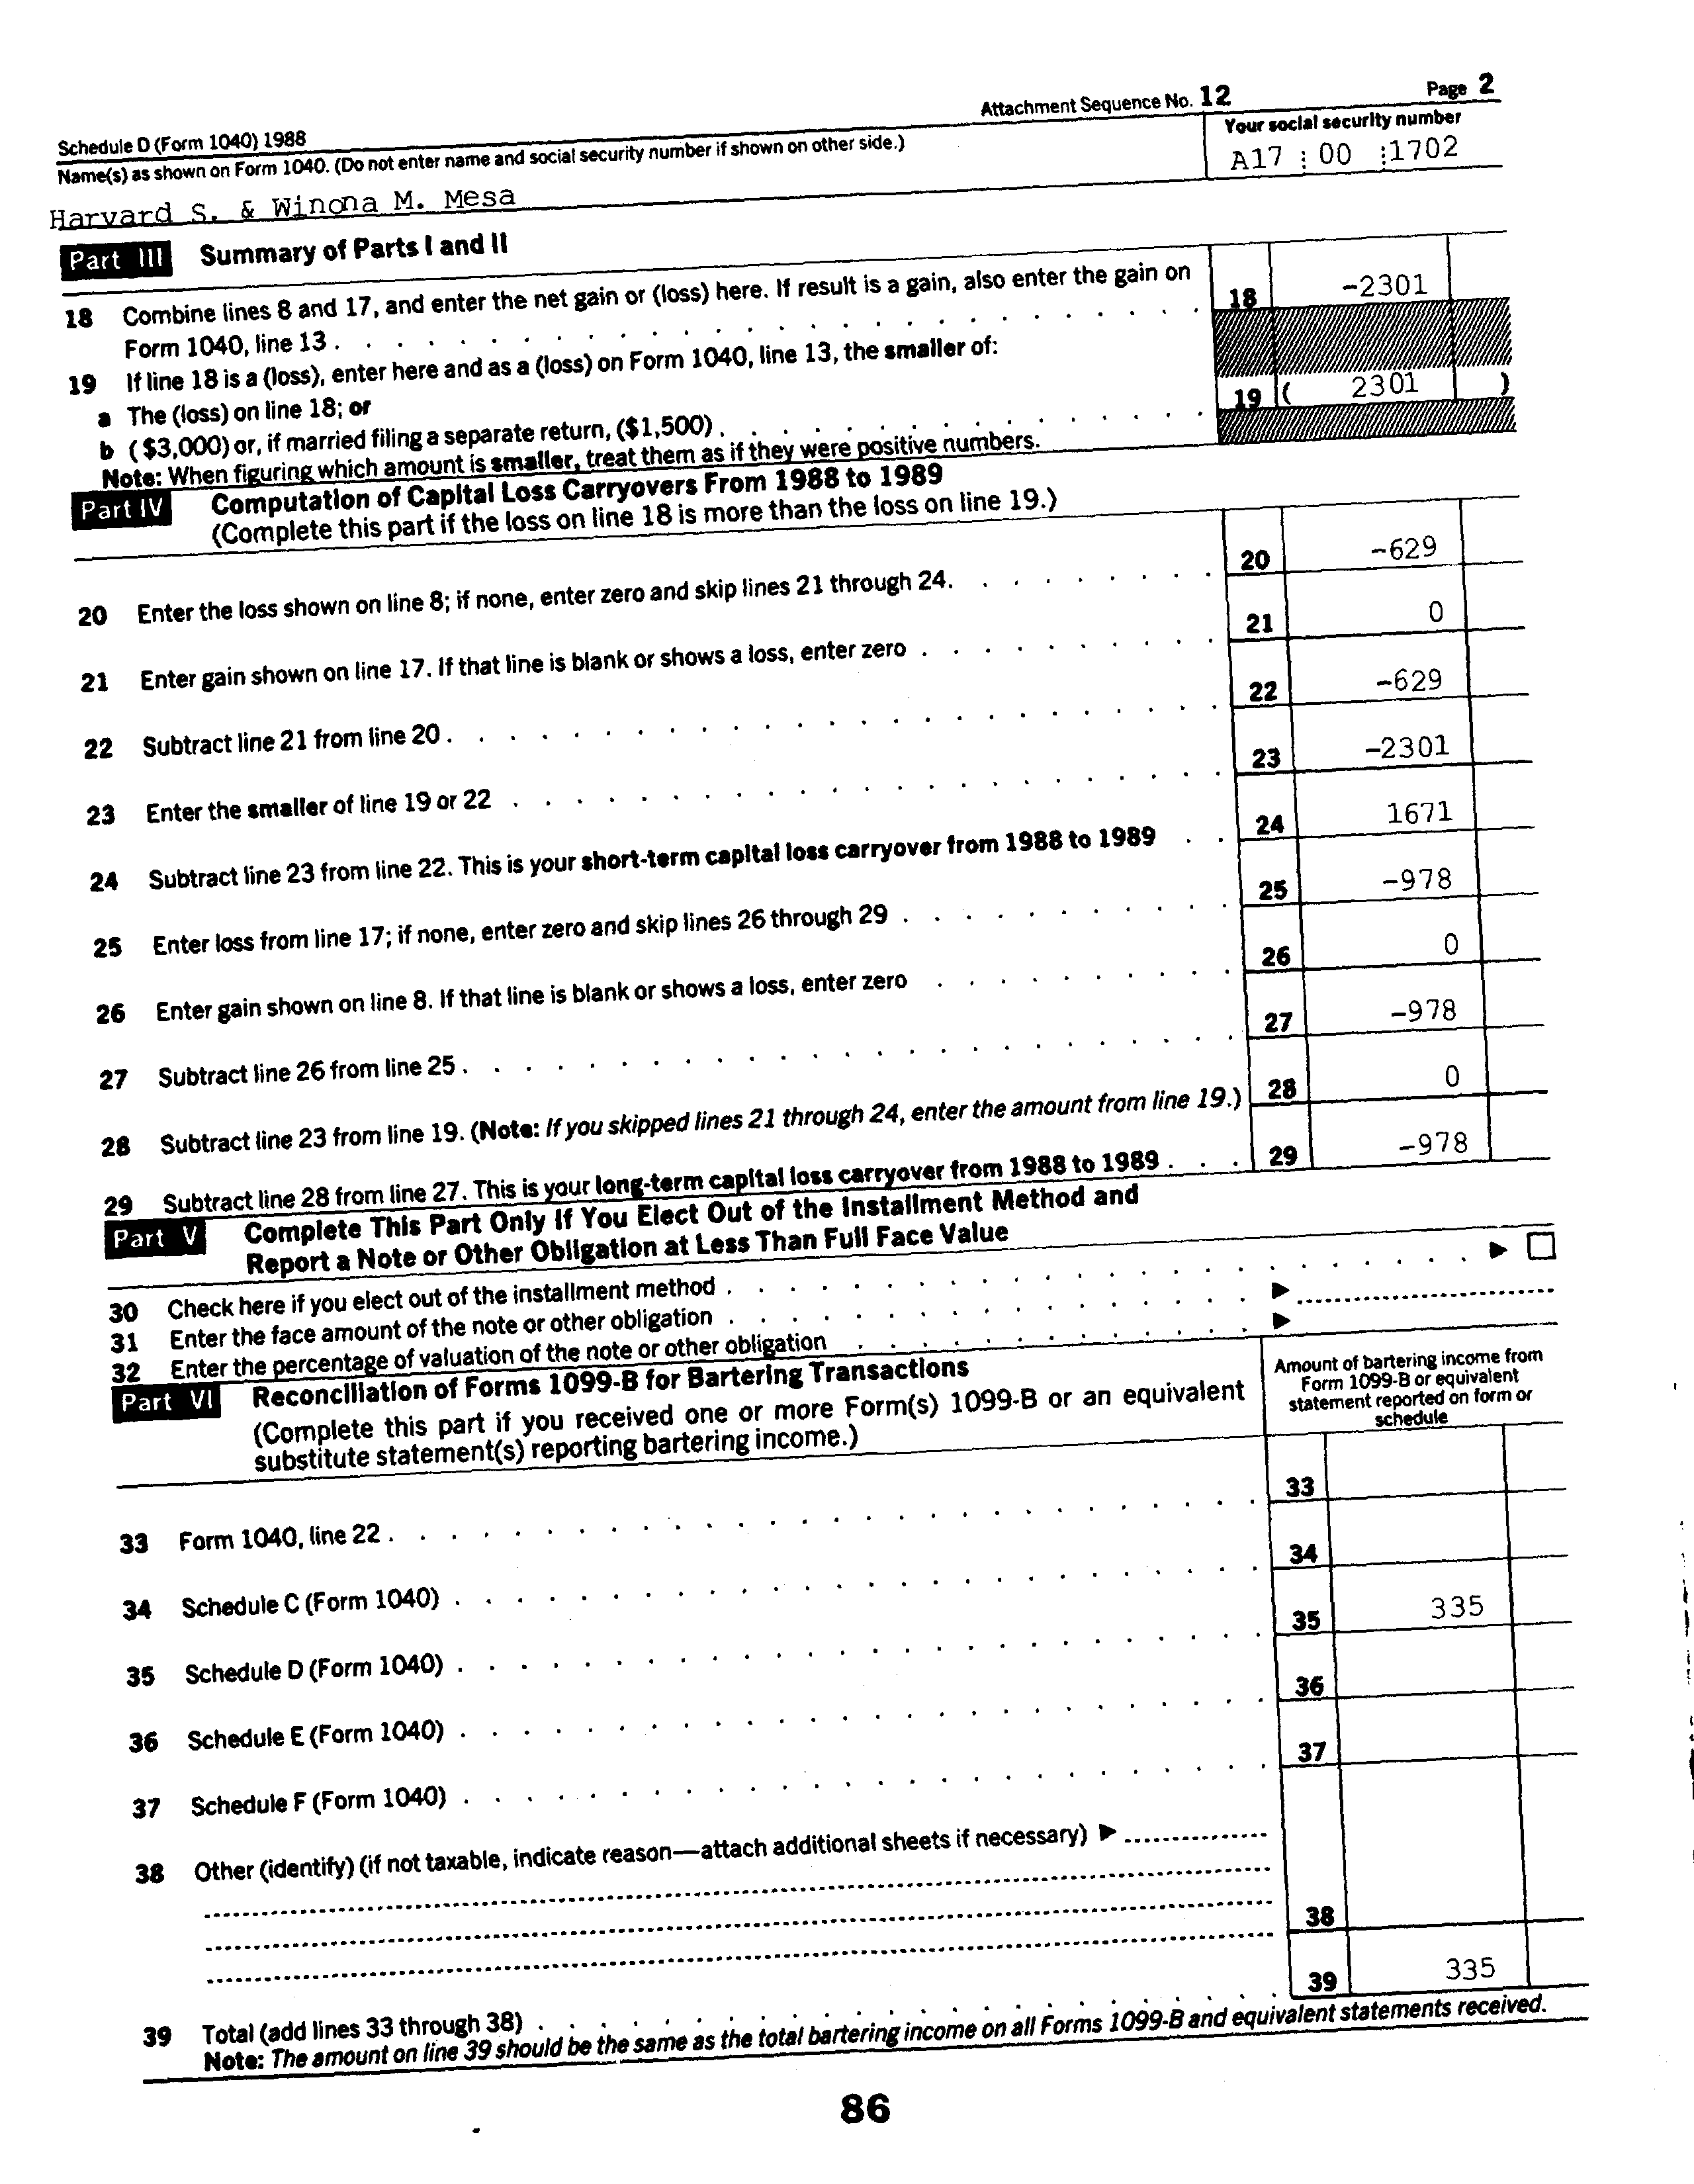 Schedule D (Form 1040) 1988 Attachment Sequence No. 12 Page 2
Name(s) as shown on Form 1040. (Do not enter name and social security number if shown on other side.) Your social security number
Harvard S. & Winona M. Mesa A17 : 00 : 1702
Part III Summary of Parts I and II
18 Combine lines 8 and 17, and enter the net gain or (loss) here. If result is a gain, also enter the gain on
Form 1040, line 13 . . . . . . . . . . . . . . . . . . . . . . . 18 -2301
19 If line 18 is a (loss), enter here and as a (loss) on Form 1040, line 13, the smaller of:
a The (loss) on line 18; or
b ($3,000) or, if married filing a separate return, ($1,500) . . . . . . . . . . . . . . 19 ( 2301 )
Note: When figuring which amount is smaller, treat them as if they were positive numbers.
Part IV Computation of Capital Loss Carryovers From 1988 to 1989
(Complete this part if the loss on line 18 is more than the loss on line 19.)
20 Enter the loss shown on line 8; if none, enter zero and skip lines 21 through 24. . . . . . . . . 20 -629
21 Enter gain shown on line 17. If that line is blank or shows a loss, enter zero . . . . . . . . . . 21 0
22 Subtract line 21 from line 20 . . . . . . . . . . . . . . . . . . . . . . . . . 22 -629
23 Enter the smaller of line 19 or 22 . . . . . . . . . . . . . . . . . . . . . . . 23 -2301
24 Subtract line 23 from line 22. This is your short-term capital loss carryover from 1988 to 1989 . . 24 1671
25 Enter loss from line 17; if none, enter zero and skip lines 26 through 29 . . . . . . . . . . . 25 -978
26 Enter gain shown on line 8. If that line is blank or shows a loss, enter zero . . . . . . . . . . 26 0
27 Subtract line 26 from line 25 . . . . . . . . . . . . . . . . . . . . . . . . . 27 -978
28 Subtract line 23 from line 19. (Note: If you skipped lines 21 through 24, enter the amount from line 19.) 28 0
29 Subtract line 28 from line 27. This is your long-term capital loss carryover from 1988 to 1989 . . . 29 -978
Part V Complete This Part Only If You Elect Out of the Installment Method and
Report a Note or Other Obligation at Less Than Full Face Value
30 Check here if you elect out of the installment method . . . . . . . . . . . . . . . . . . . . . . . . ▶ ☐
31 Enter the face amount of the note or other obligation . . . . . . . . . . . . . . . . . ▶
32 Enter the percentage of valuation of the note or other obligation . . . . . . . . . . . . . ▶
Part VI Reconciliation of Forms 1099-B for Bartering Transactions
(Complete this part if you received one or more Form(s) 1099-B or an equivalent
substitute statement(s) reporting bartering income.)
Amount of bartering income from
Form 1099-B or equivalent
statement reported on form or
schedule
33 Form 1040, line 22 . . . . . . . . . . . . . . . . . . . . . . . . . . . . 33
34 Schedule C (Form 1040) . . . . . . . . . . . . . . . . . . . . . . . . . . 34
35 Schedule D (Form 1040) . . . . . . . . . . . . . . . . . . . . . . . . . . 35 335
36 Schedule E (Form 1040) . . . . . . . . . . . . . . . . . . . . . . . . . . 36
37 Schedule F (Form 1040) . . . . . . . . . . . . . . . . . . . . . . . . . . 37
38 Other (identify) (if not taxable, indicate reason—attach additional sheets if necessary) ▶
38
39 Total (add lines 33 through 38) . . . . . . . . . . . . . . . . . . . . . . . . 39 335
Note: The amount on line 39 should be the same as the total bartering income on all Forms 1099-B and equivalent statements received.
86